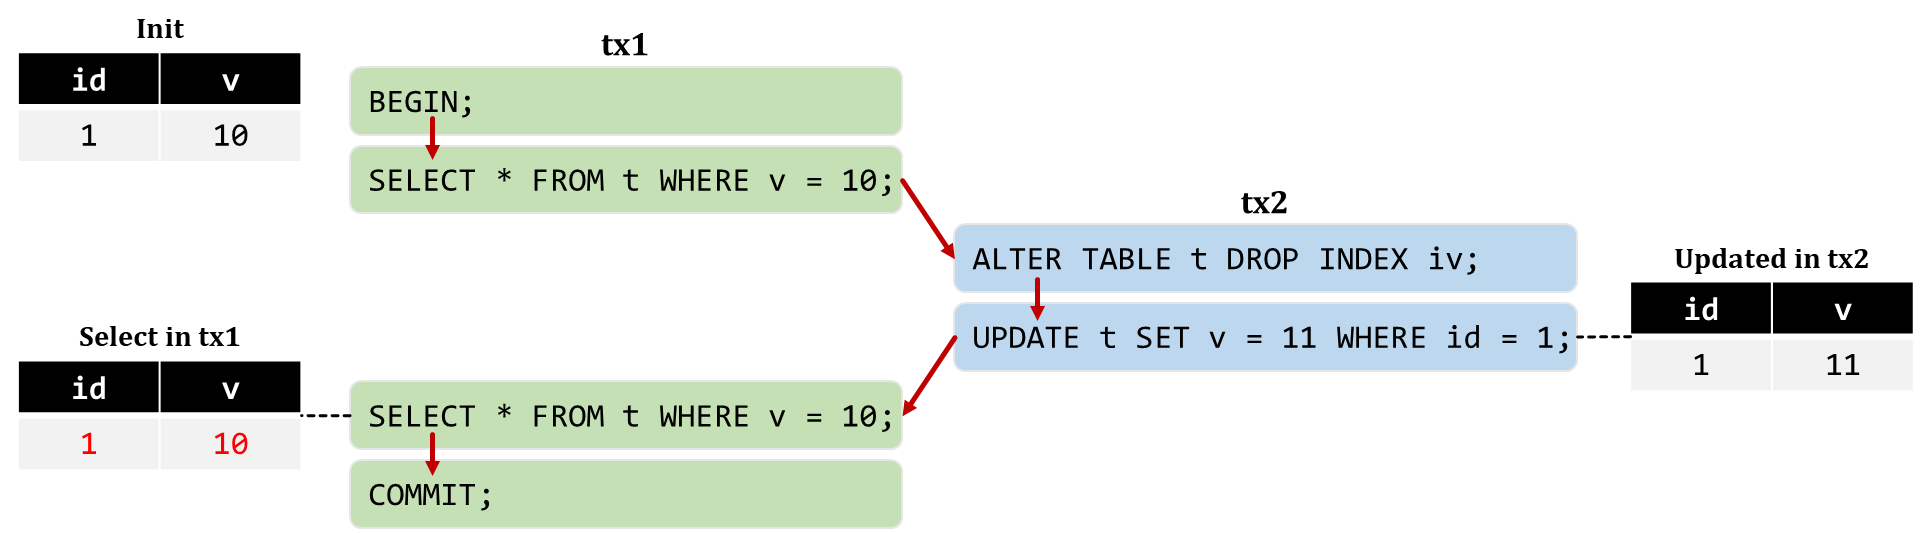 Init
id v
1 10
tx1
BEGIN;
SELECT * FROM t WHERE v = 10;
tx2
ALTER TABLE t DROP INDEX iv;
UPDATE t SET v = 11 WHERE id = 1;
Updated in tx2
id v
1 11
Select in tx1
id v
1 10
SELECT * FROM t WHERE v = 10;
COMMIT;